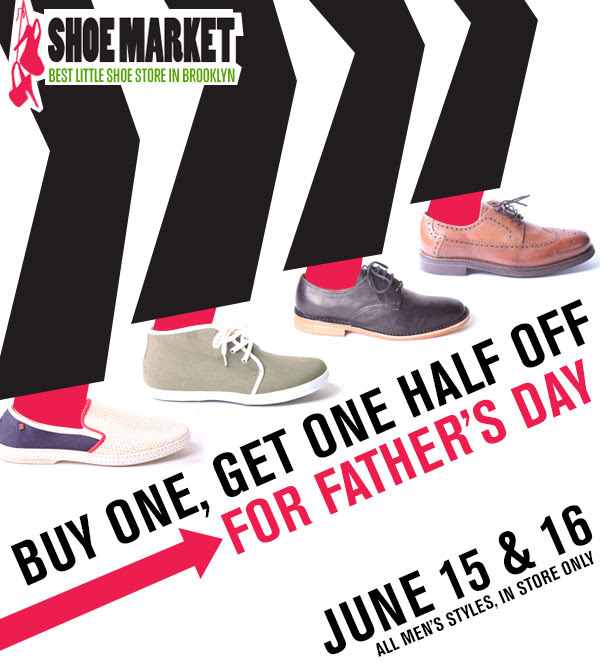 SHOE MARKET
BEST LITTLE SHOE STORE IN BROOKLYN
BUY ONE, GET ONE HALF OFF
FOR FATHER'S DAY
JUNE 15 & 16
ALL MEN'S STYLES, IN STORE ONLY